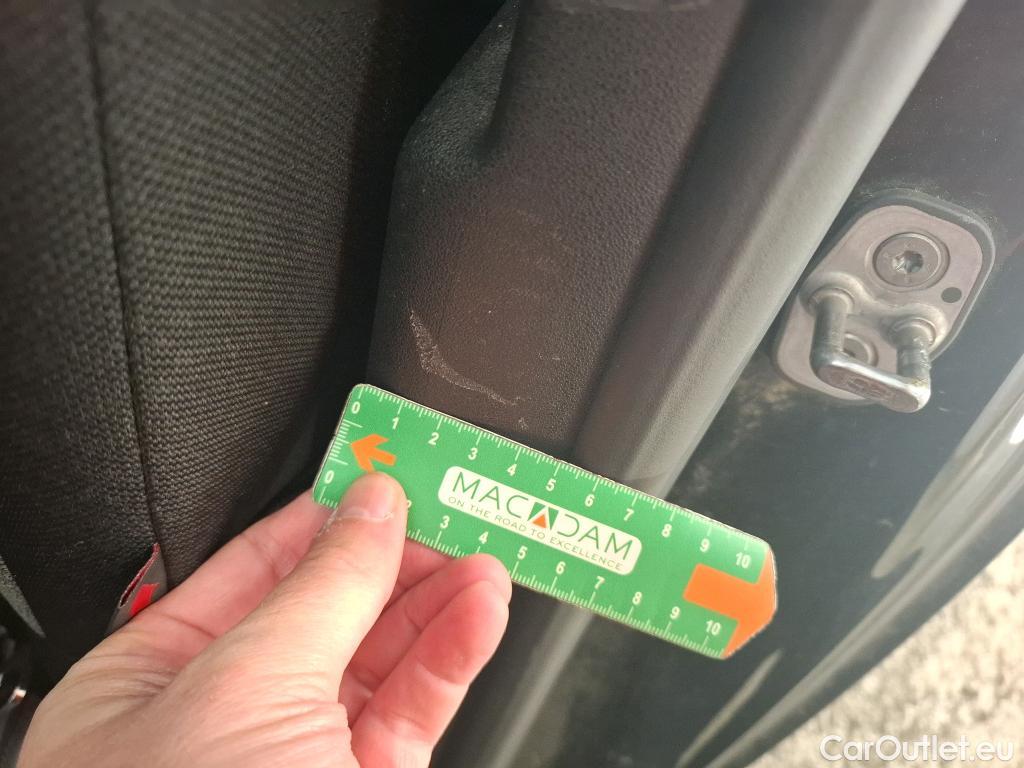 0 1 2 3 4 5 6 7 8 9 10
MACADAM
ON THE ROAD TO EXCELLENCE
0 2 3 4 5 6 7 8 9 10
CarOutlet.eu